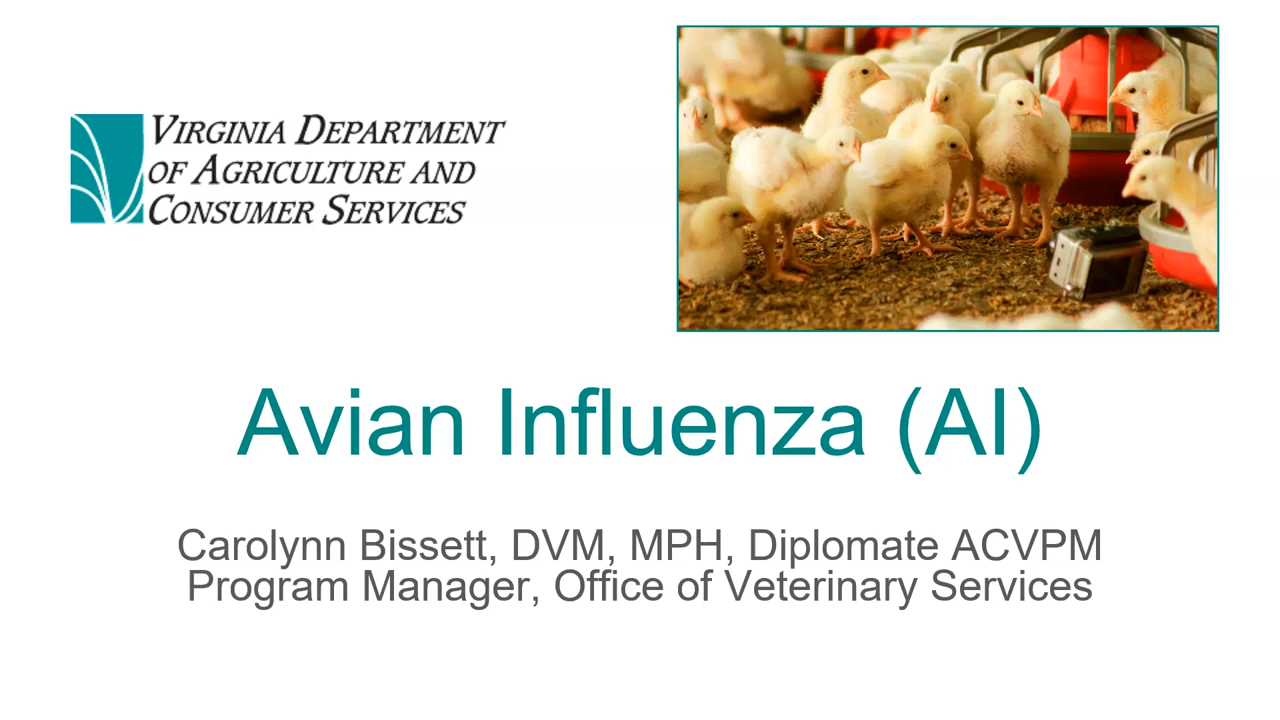 VIRGINIA DEPARTMENT
OF AGRICULTURE AND
CONSUMER SERVICES
Avian Influenza (AI)
Carolynn Bissett, DVM, MPH, Diplomate ACVPM
Program Manager, Office of Veterinary Services